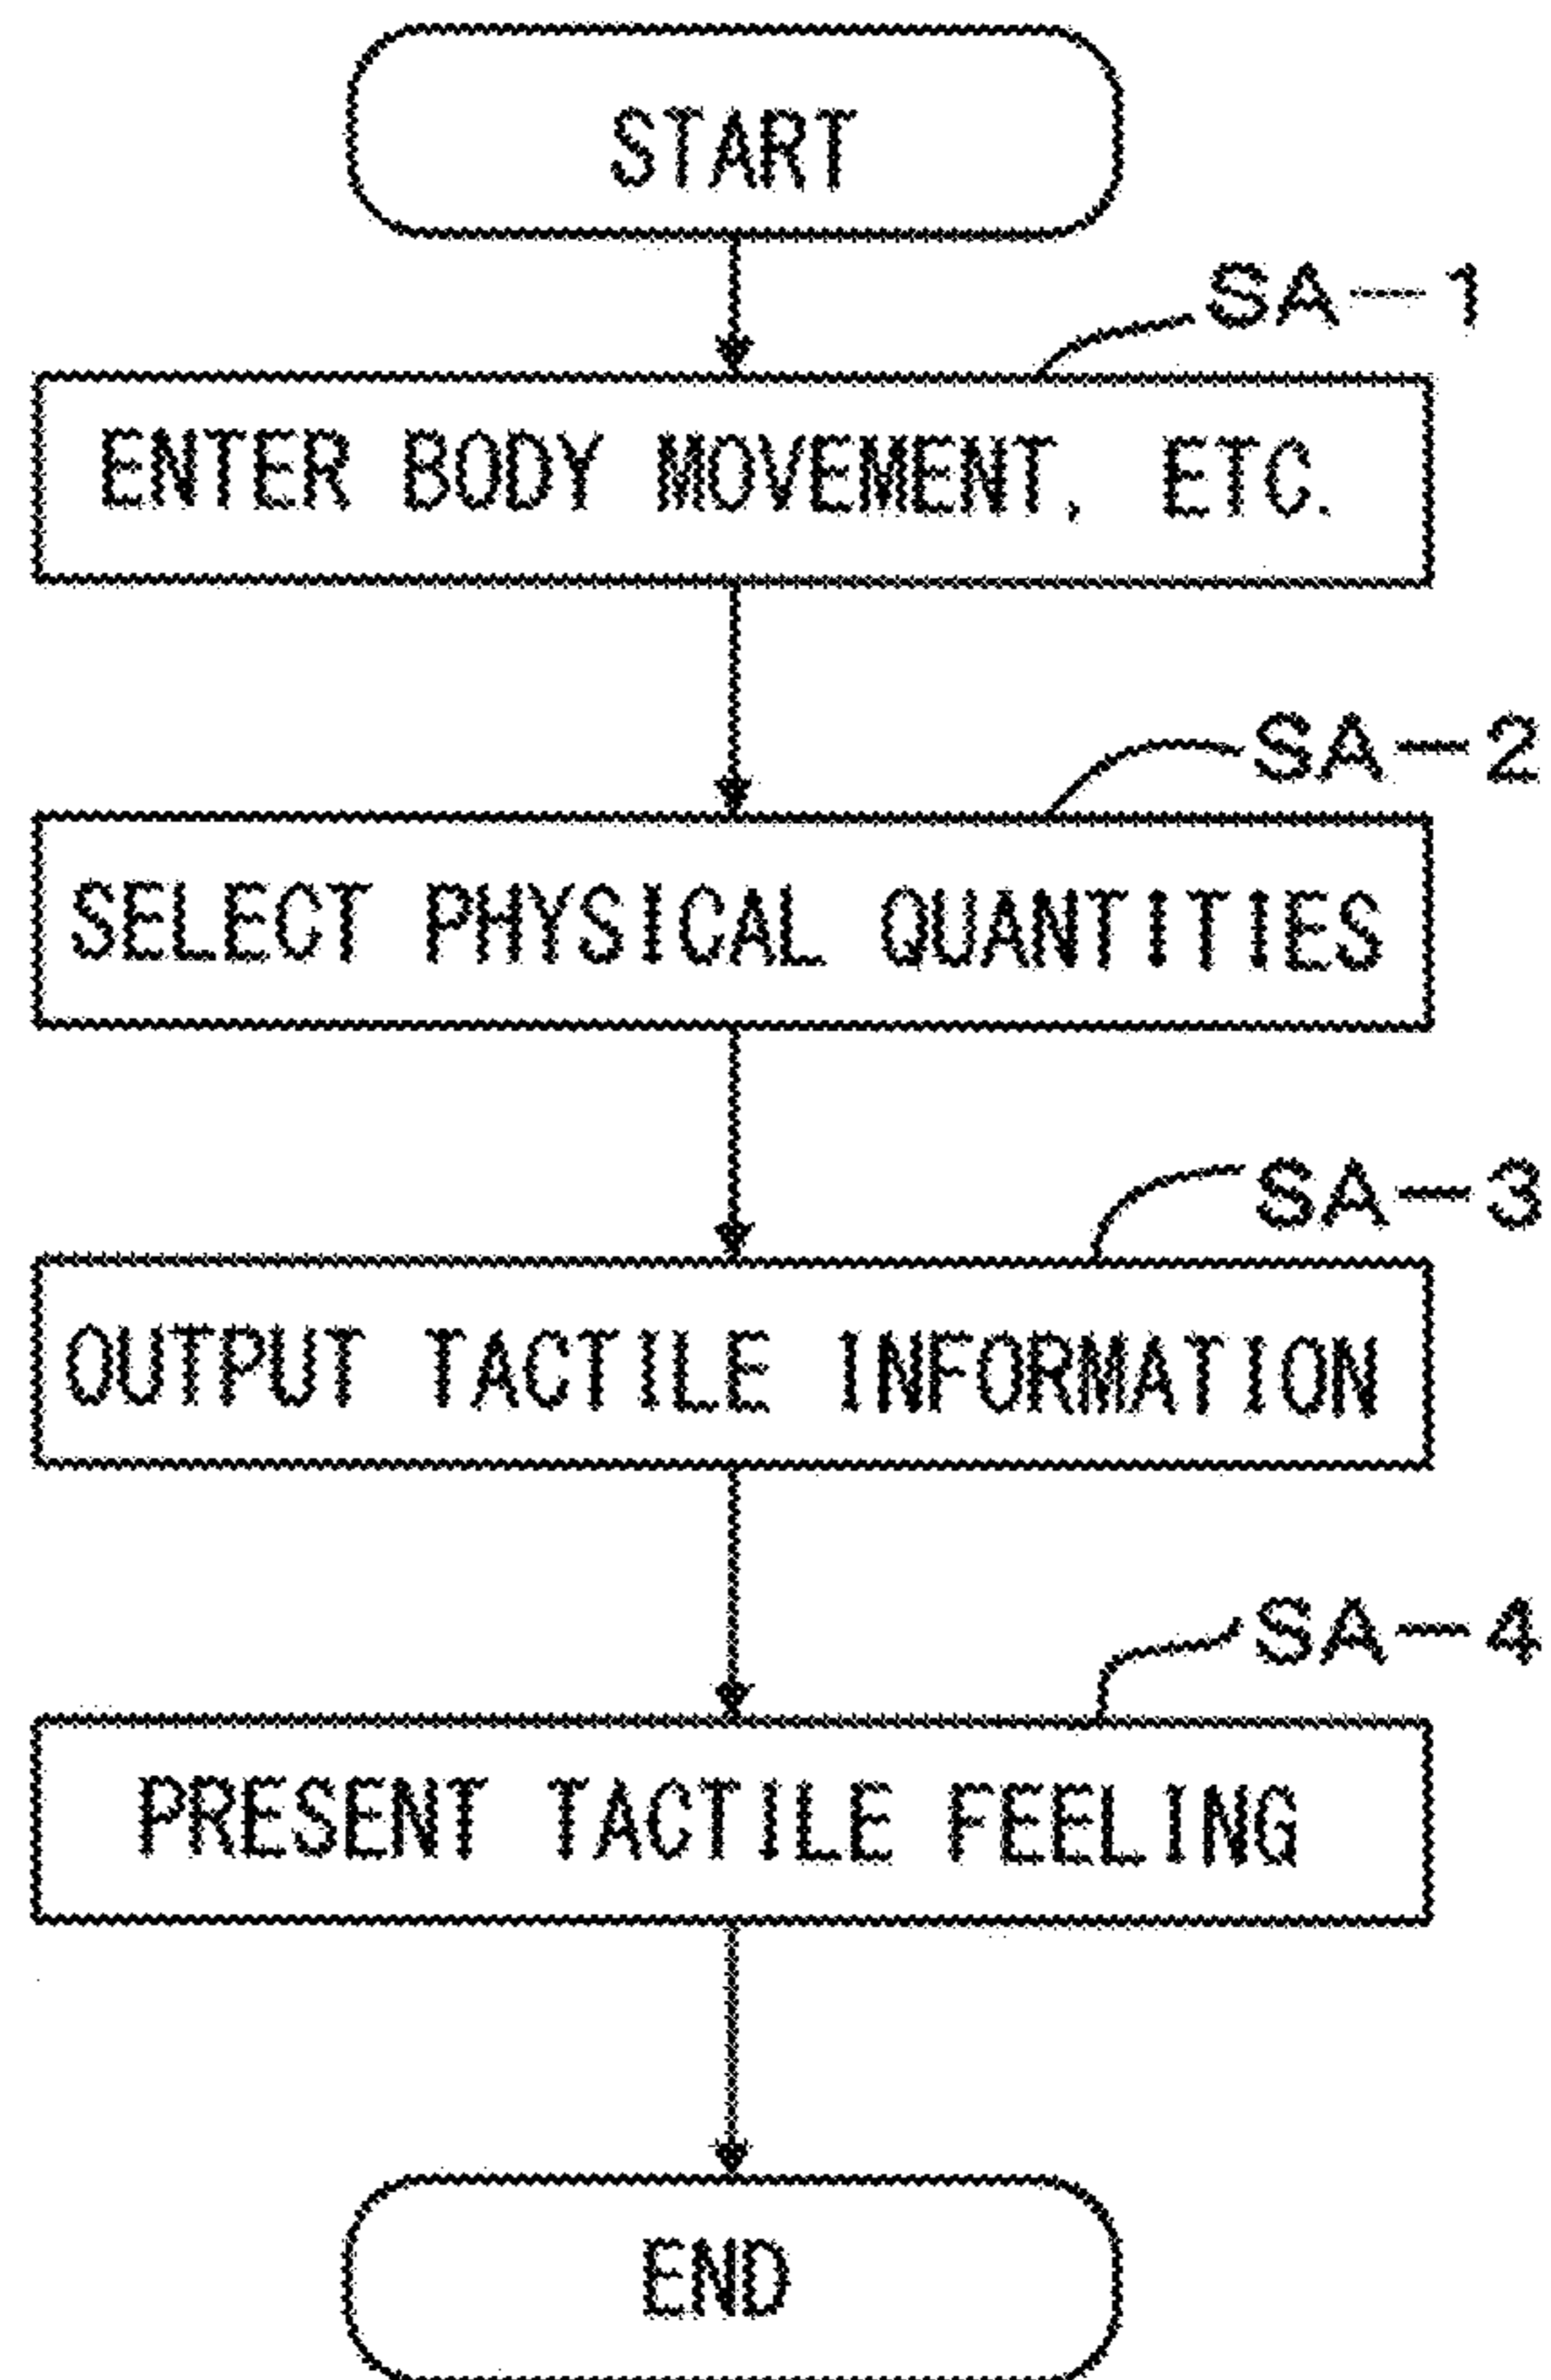 START
SA-1
ENTER BODY MOVEMENT, ETC.
SA-2
SELECT PHYSICAL QUANTITIES
SA-3
OUTPUT TACTILE INFORMATION
SA-4
PRESENT TACTILE FEELING
END